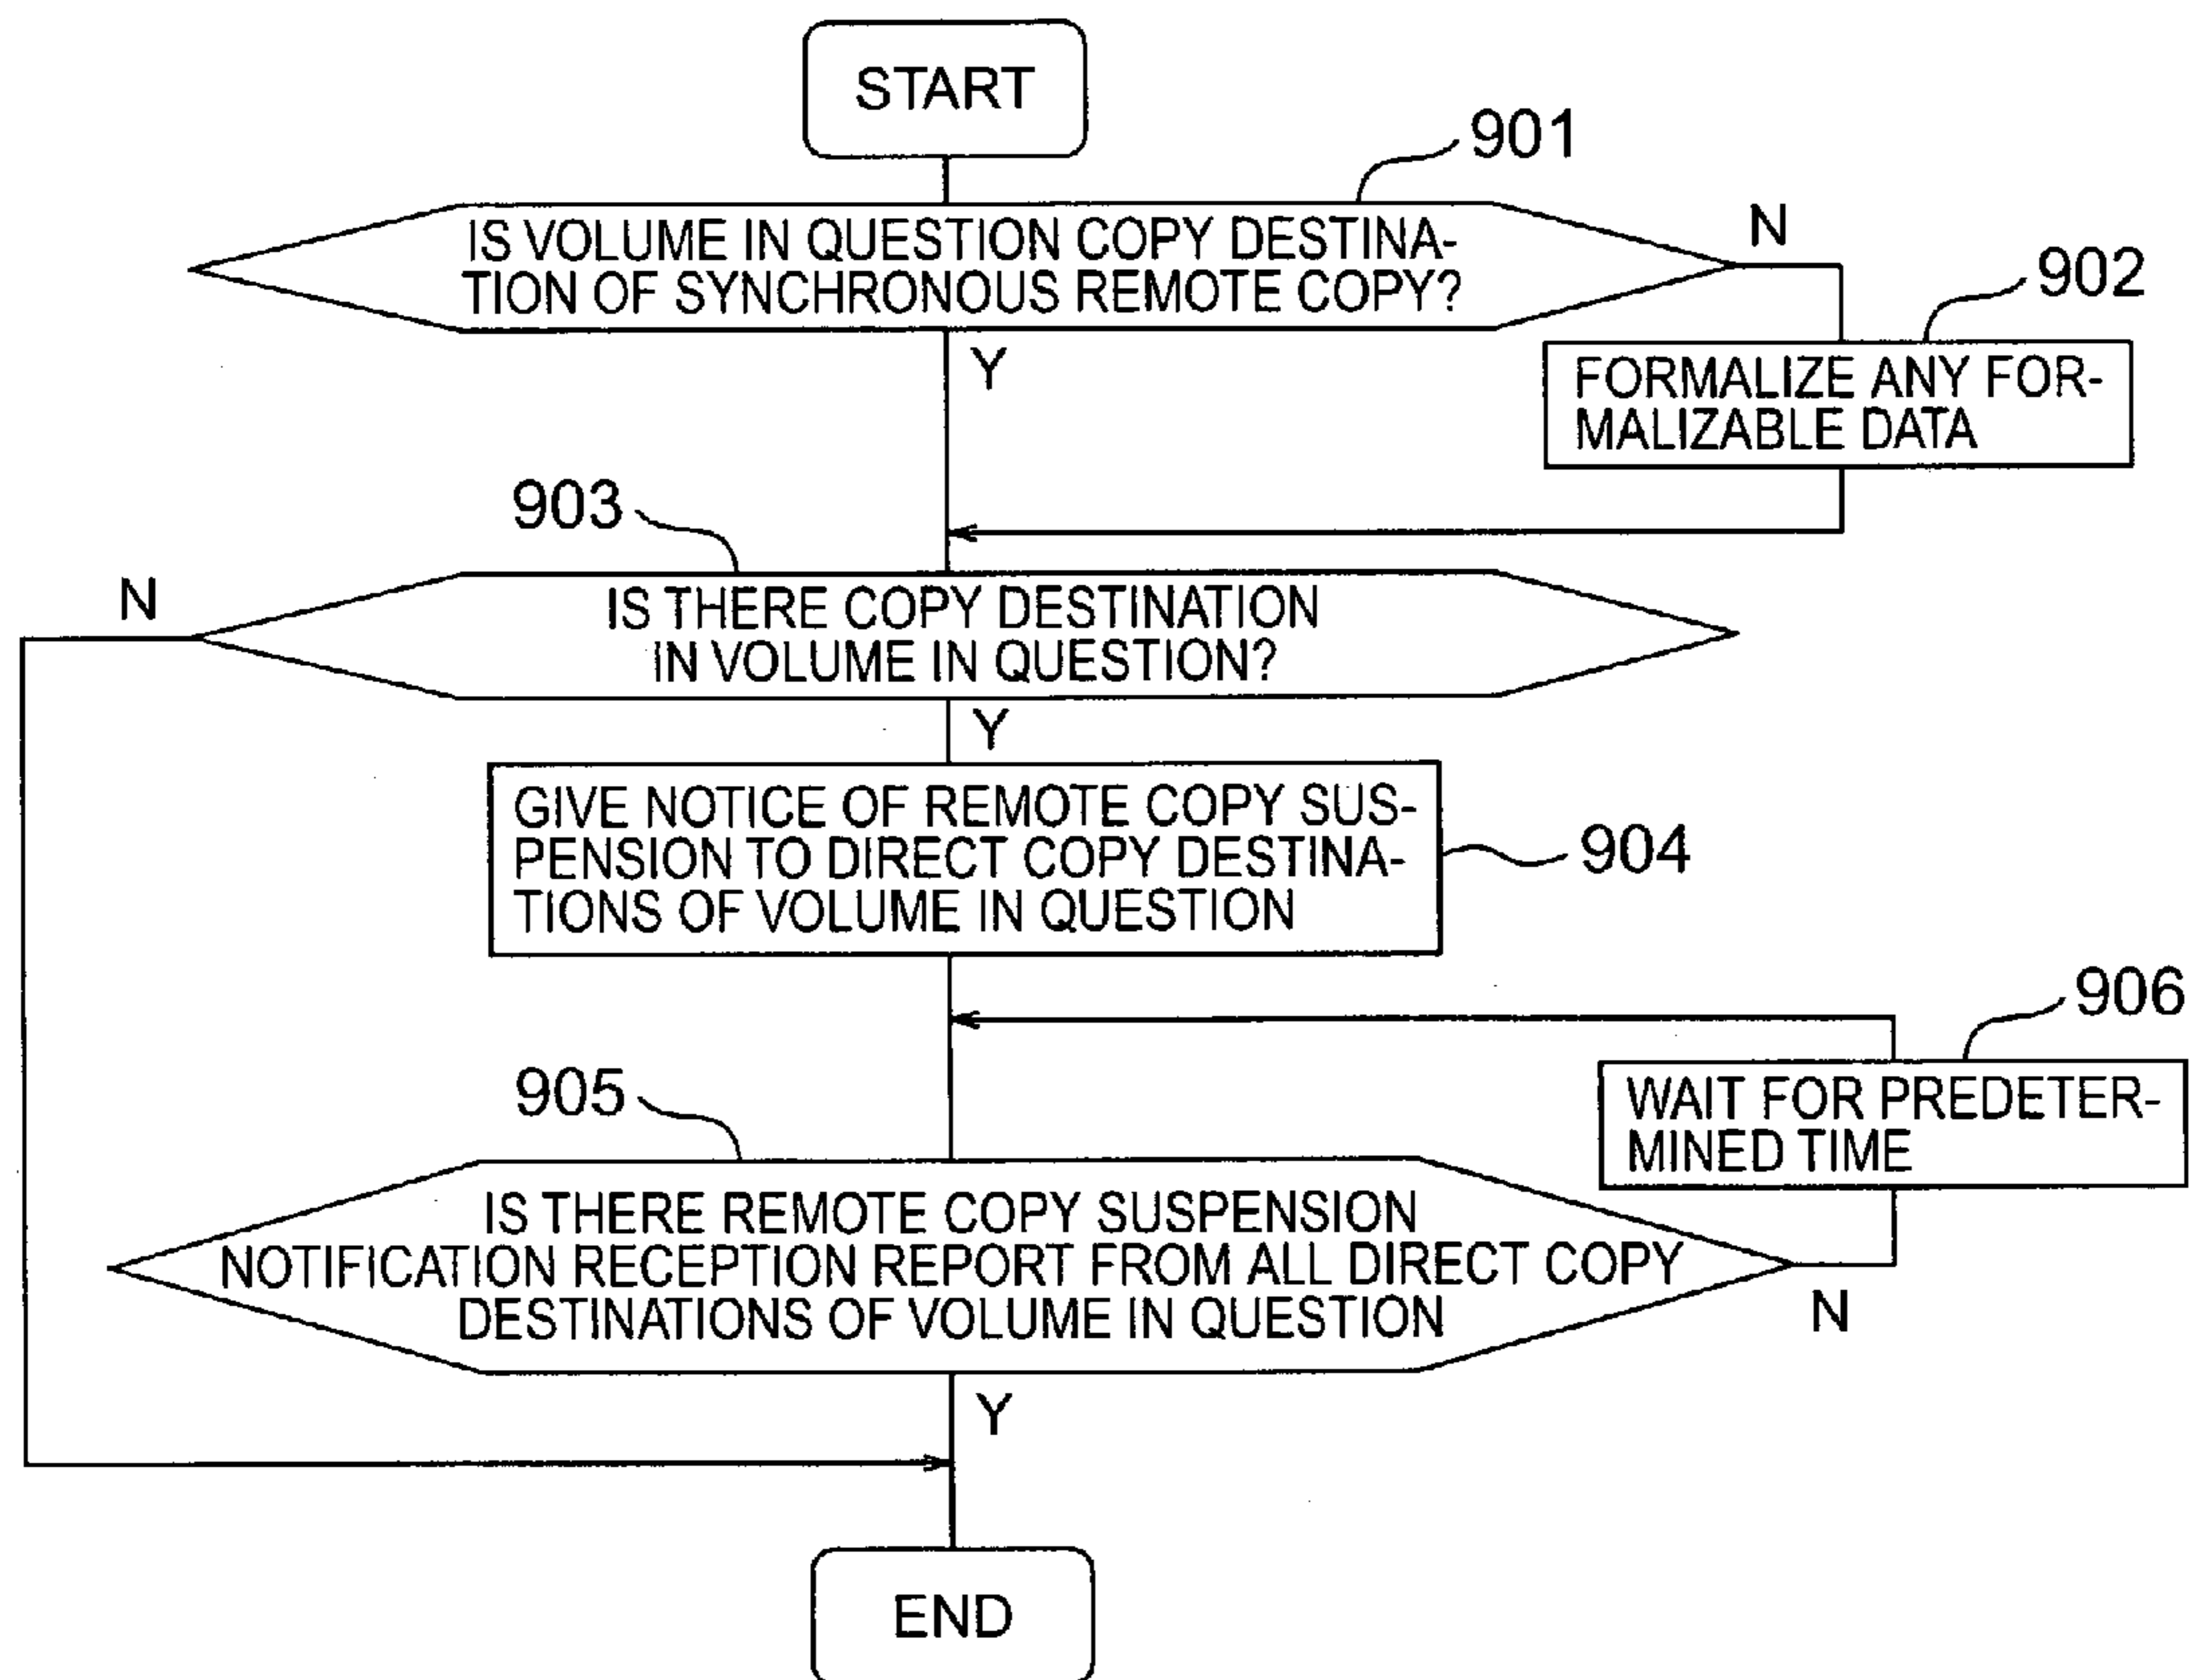 START
901
IS VOLUME IN QUESTION COPY DESTINA-
TION OF SYNCHRONOUS REMOTE COPY?
N
902
Y
FORMALIZE ANY FOR-
MALIZABLE DATA
903
N
IS THERE COPY DESTINATION
IN VOLUME IN QUESTION?
Y
GIVE NOTICE OF REMOTE COPY SUS-
PENSION TO DIRECT COPY DESTINA-
TIONS OF VOLUME IN QUESTION
904
906
WAIT FOR PREDETER-
MINED TIME
905
IS THERE REMOTE COPY SUSPENSION
NOTIFICATION RECEPTION REPORT FROM ALL DIRECT COPY
DESTINATIONS OF VOLUME IN QUESTION
N
Y
END